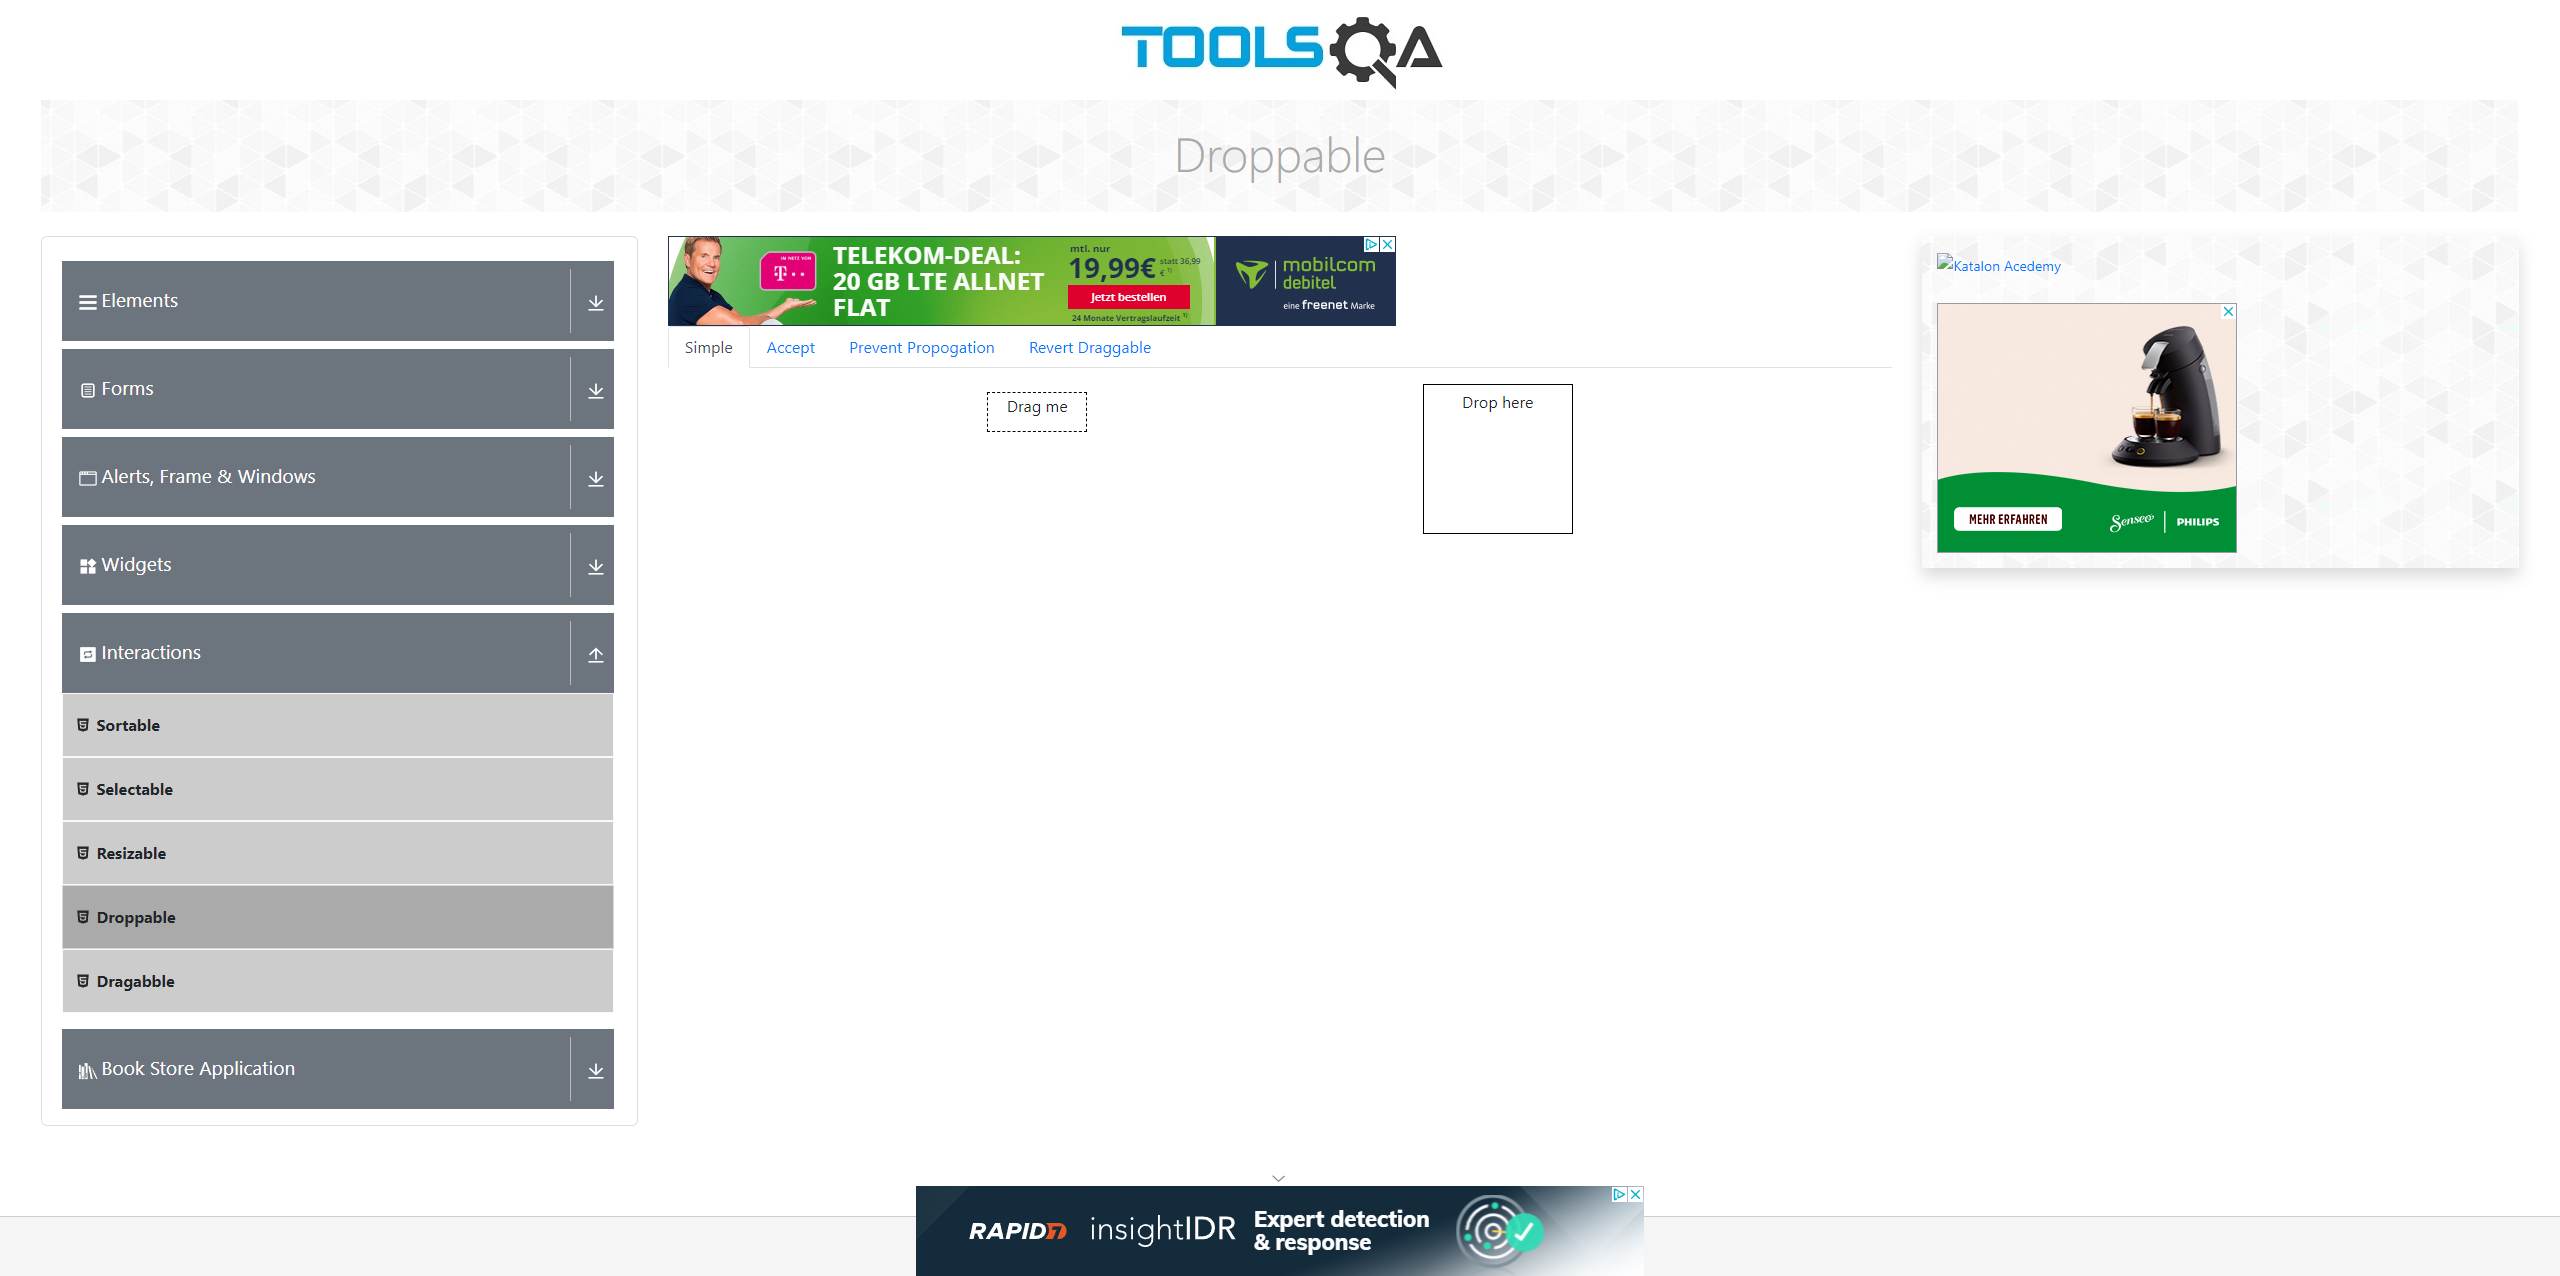 TOOLSQA
Droppable
Elements
Forms
Alerts, Frame & Windows
Widgets
Interactions
Sortable
Selectable
Resizable
Droppable
Dragabble
Book Store Application
IM NETZ VON
T
TELEKOM-DEAL:
20 GB LTE ALLNET
FLAT
mtl. nur
19,99€ statt 36,99
€ 1)
Jetzt bestellen
24 Monate Vertragslaufzeit 1)
mobilcom
debitel
eine freenet Marke
Simple Accept Prevent Propogation Revert Draggable
Drag me
Drop here
Katalon Acedemy
MEHR ERFAHREN
Senseo PHILIPS
RAPID7 insightIDR
Expert detection
& response